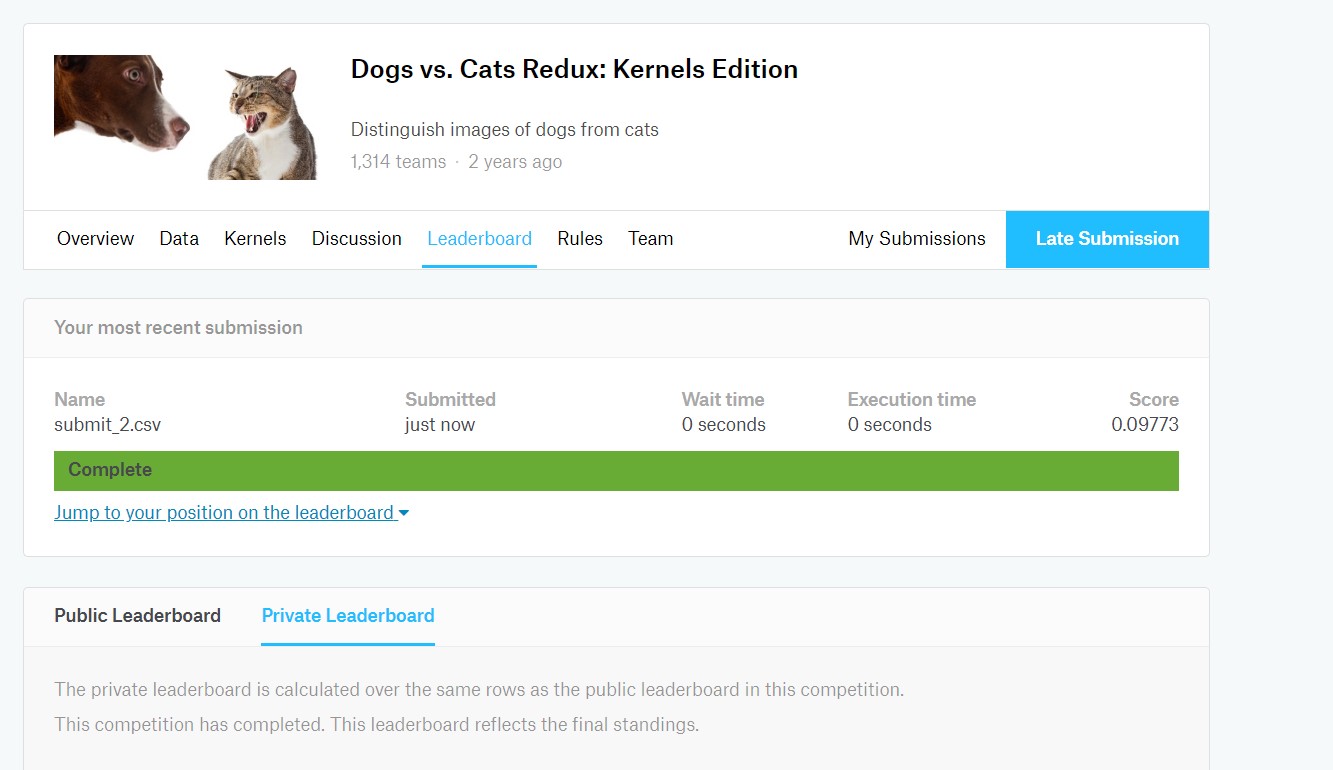 Dogs vs. Cats Redux: Kernels Edition
Distinguish images of dogs from cats
1,314 teams · 2 years ago
Overview Data Kernels Discussion Leaderboard Rules Team My Submissions Late Submission
Your most recent submission
Name Submitted Wait time Execution time Score
submit_2.csv just now 0 seconds 0 seconds 0.09773
Complete
Jump to your position on the leaderboard
Public Leaderboard Private Leaderboard
The private leaderboard is calculated over the same rows as the public leaderboard in this competition.
This competition has completed. This leaderboard reflects the final standings.